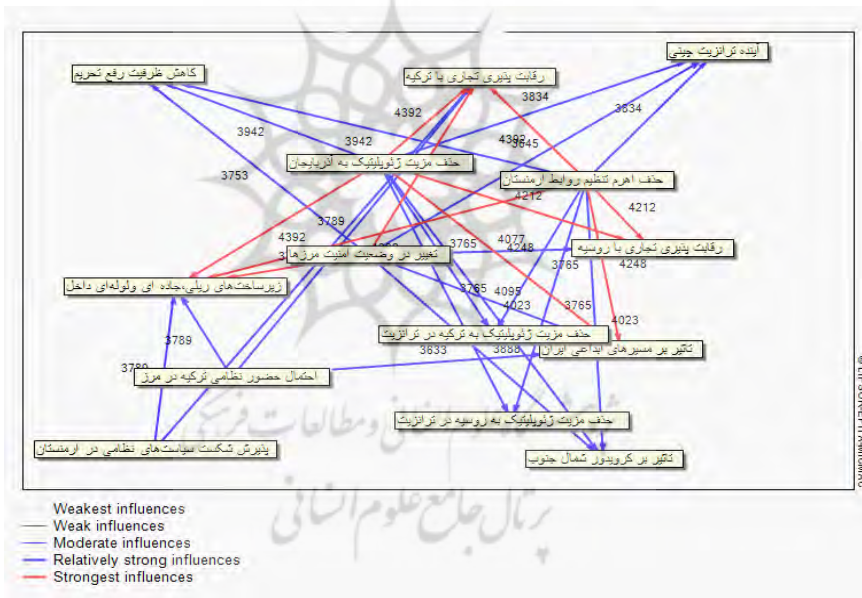 آینده ترانزیت چینی
کاهش ظرفیت رفع تحریم
رقابت پذیری تجاری با ترکیه
3834
3834
4392
3942
3942
4392
3645
حذف مزیت ژئوپلیتیک به آذربایجان
3753
حذف اهرم تنظیم روابط ارمنستان
4212
4212
3789
4392
3765
4077
4248
رقابت پذیری تجاری با روسیه
تغییر در وضعیت امنیت مرزها
3765
4248
زیرساخت‌های ریلی،جاده ای ولوله‌ای داخل
3765
4095
4023
3765
4023
حذف مزیت ژئوپلیتیک به ترکیه در ترانزیت
3789
3633
3888
تاثیر بر مسیرهای ابداعی ایران
3789
احتمال حضور نظامی ترکیه در مرز
حذف مزیت ژئوپلیتیک به روسیه در ترانزیت
پذیرش شکست سیاست‌های نظامی در ارمنستان
تاثیر بر کرویدور شمال جنوب
پرتال جامع علوم انسانی
Weakest influences
Weak influences
Moderate influences
Relatively strong influences
Strongest influences